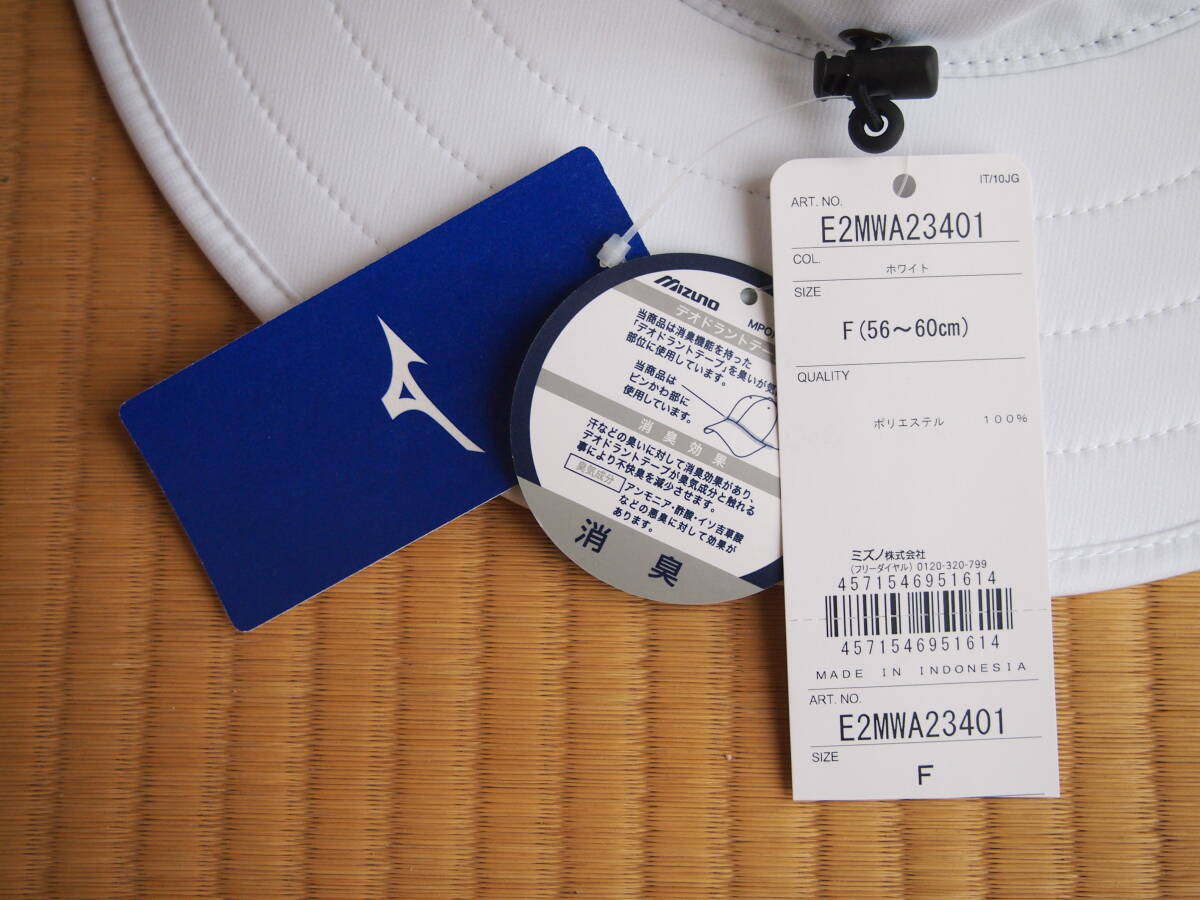 MIZUNO
MPO
デオドラントテー
当商品は消臭機能を持った
「デオドラントテープ」を臭いが気
部位に使用しています。
当商品は
ビンかわ部に
使用しています。
消臭効果
汗などの臭いに対して消臭効果があり、
デオドラントテープが臭気成分と触れる
事により不快臭を減少させます。
臭気成分
アンモニア・酢酸・イソ吉草酸
などの悪臭に対して効果が
あります。
消臭
IT/10JG
ART. NO.
E2MWA23401
COL.
ホワイト
SIZE
F(56～60cm)
QUALITY
ポリエステル 100%
ミズノ株式会社
(フリーダイヤル) 0120-320-799
4571546951614
4571546951614
MADE IN INDONESIA
ART. NO.
E2MWA23401
SIZE
F